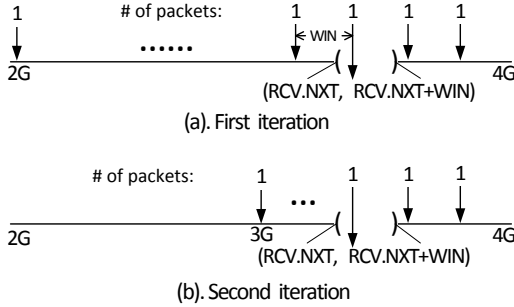 # of packets:
1 1 1 1 1
WIN
......
2G 4G
(RCV.NXT, RCV.NXT+WIN)
(a). First iteration
# of packets:
1 1 1 1
...
2G 3G 4G
(RCV.NXT, RCV.NXT+WIN)
(b). Second iteration